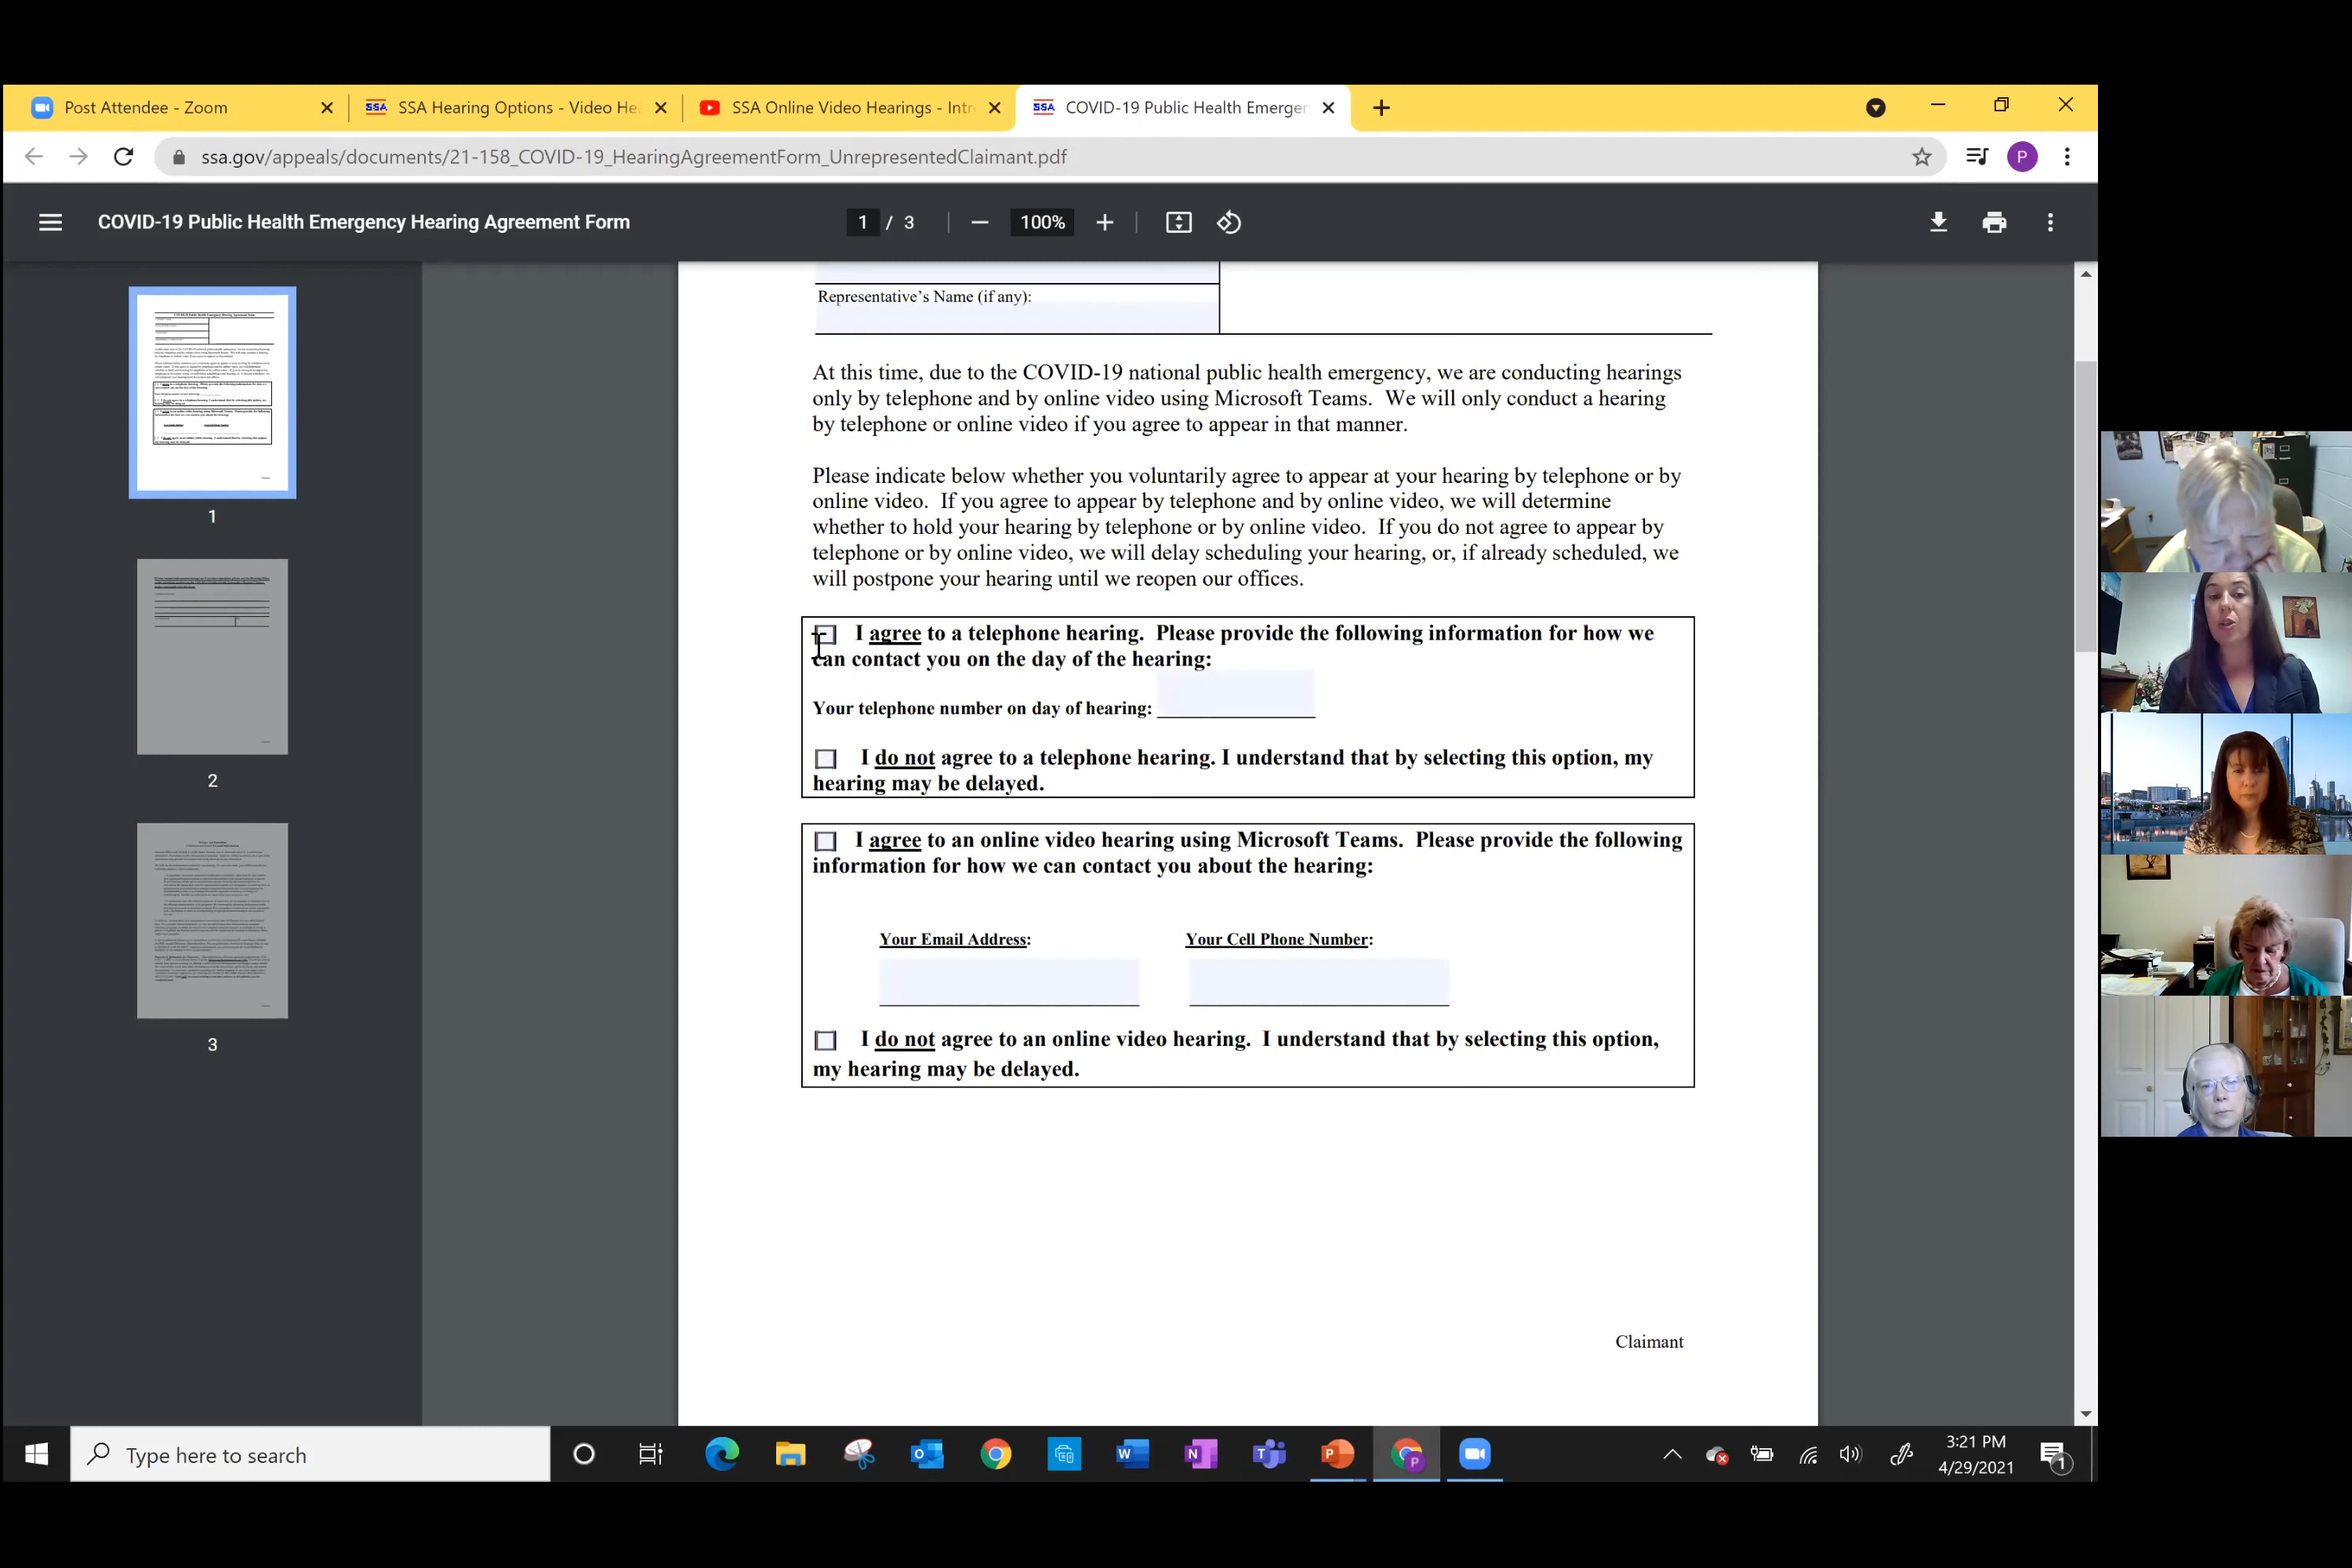 Post Attendee - Zoom
SSA Hearing Options - Video He
SSA Online Video Hearings - Intr
COVID-19 Public Health Emerger
ssa.gov/appeals/documents/21-158_COVID-19_HearingAgreementForm_UnrepresentedClaimant.pdf
P
COVID-19 Public Health Emergency Hearing Agreement Form
1 / 3
100%
1
2
3
Representative's Name (if any):
At this time, due to the COVID-19 national public health emergency, we are conducting hearings
only by telephone and by online video using Microsoft Teams. We will only conduct a hearing
by telephone or online video if you agree to appear in that manner.
Please indicate below whether you voluntarily agree to appear at your hearing by telephone or by
online video. If you agree to appear by telephone and by online video, we will determine
whether to hold your hearing by telephone or by online video. If you do not agree to appear by
telephone or by online video, we will delay scheduling your hearing, or, if already scheduled, we
will postpone your hearing until we reopen our offices.
I agree to a telephone hearing. Please provide the following information for how we
can contact you on the day of the hearing:
Your telephone number on day of hearing:
I do not agree to a telephone hearing. I understand that by selecting this option, my
hearing may be delayed.
I agree to an online video hearing using Microsoft Teams. Please provide the following
information for how we can contact you about the hearing:
Your Email Address:
Your Cell Phone Number:
I do not agree to an online video hearing. I understand that by selecting this option,
my hearing may be delayed.
Claimant
Type here to search
3:21 PM
4/29/2021
1